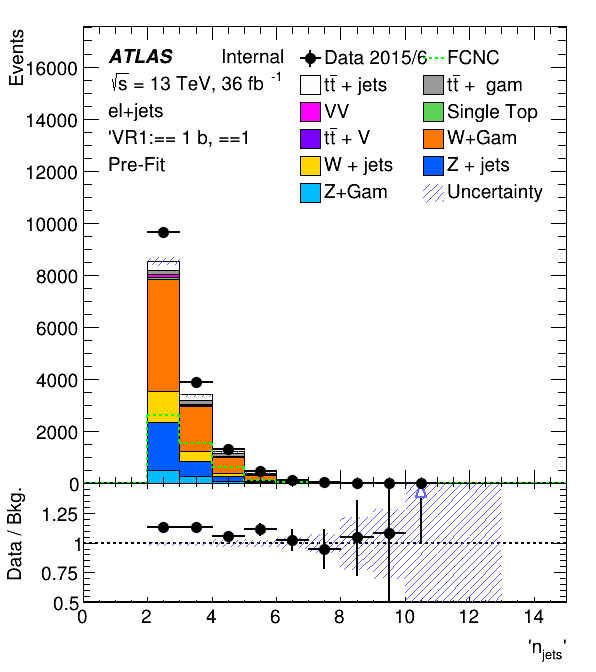 Events
16000
14000
12000
10000
8000
6000
4000
2000
0
ATLAS Internal
√s = 13 TeV, 36 fb -1
el+jets
'VR1:== 1 b, ==1
Pre-Fit
Data 2015/6 FCNC
tt̄ + jets tt̄ + gam
VV Single Top
tt̄ + V W+Gam
W + jets Z + jets
Z+Gam Uncertainty
Data / Bkg.
1.25
1
0.75
0.5
0 2 4 6 8 10 12 14
'n_jets'